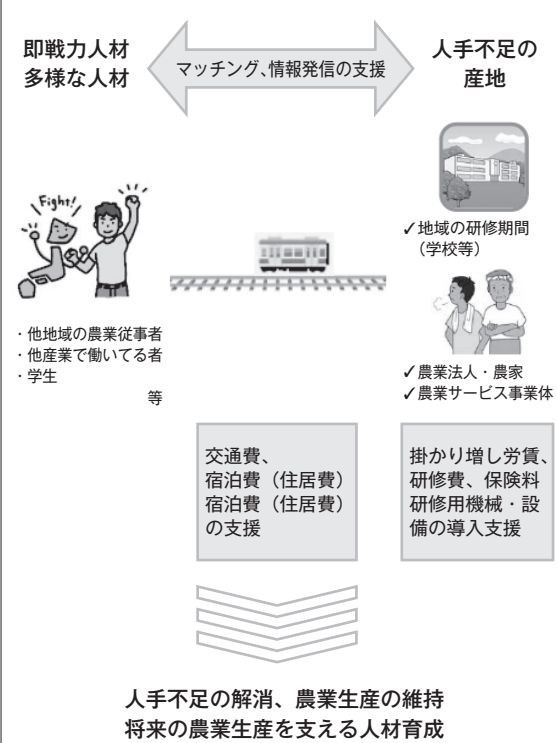 即戦力人材
多様な人材
マッチング、情報発信の支援
人手不足の
産地
Fight!
・他地域の農業従事者
・他産業で働いてる者
・学生
等
✓地域の研修期間
（学校等）
✓農業法人・農家
✓農業サービス事業体
交通費、
宿泊費（住居費）
宿泊費（住居費）
の支援
掛かり増し労賃、
研修費、保険料
研修用機械・設
備の導入支援
人手不足の解消、農業生産の維持
将来の農業生産を支える人材育成